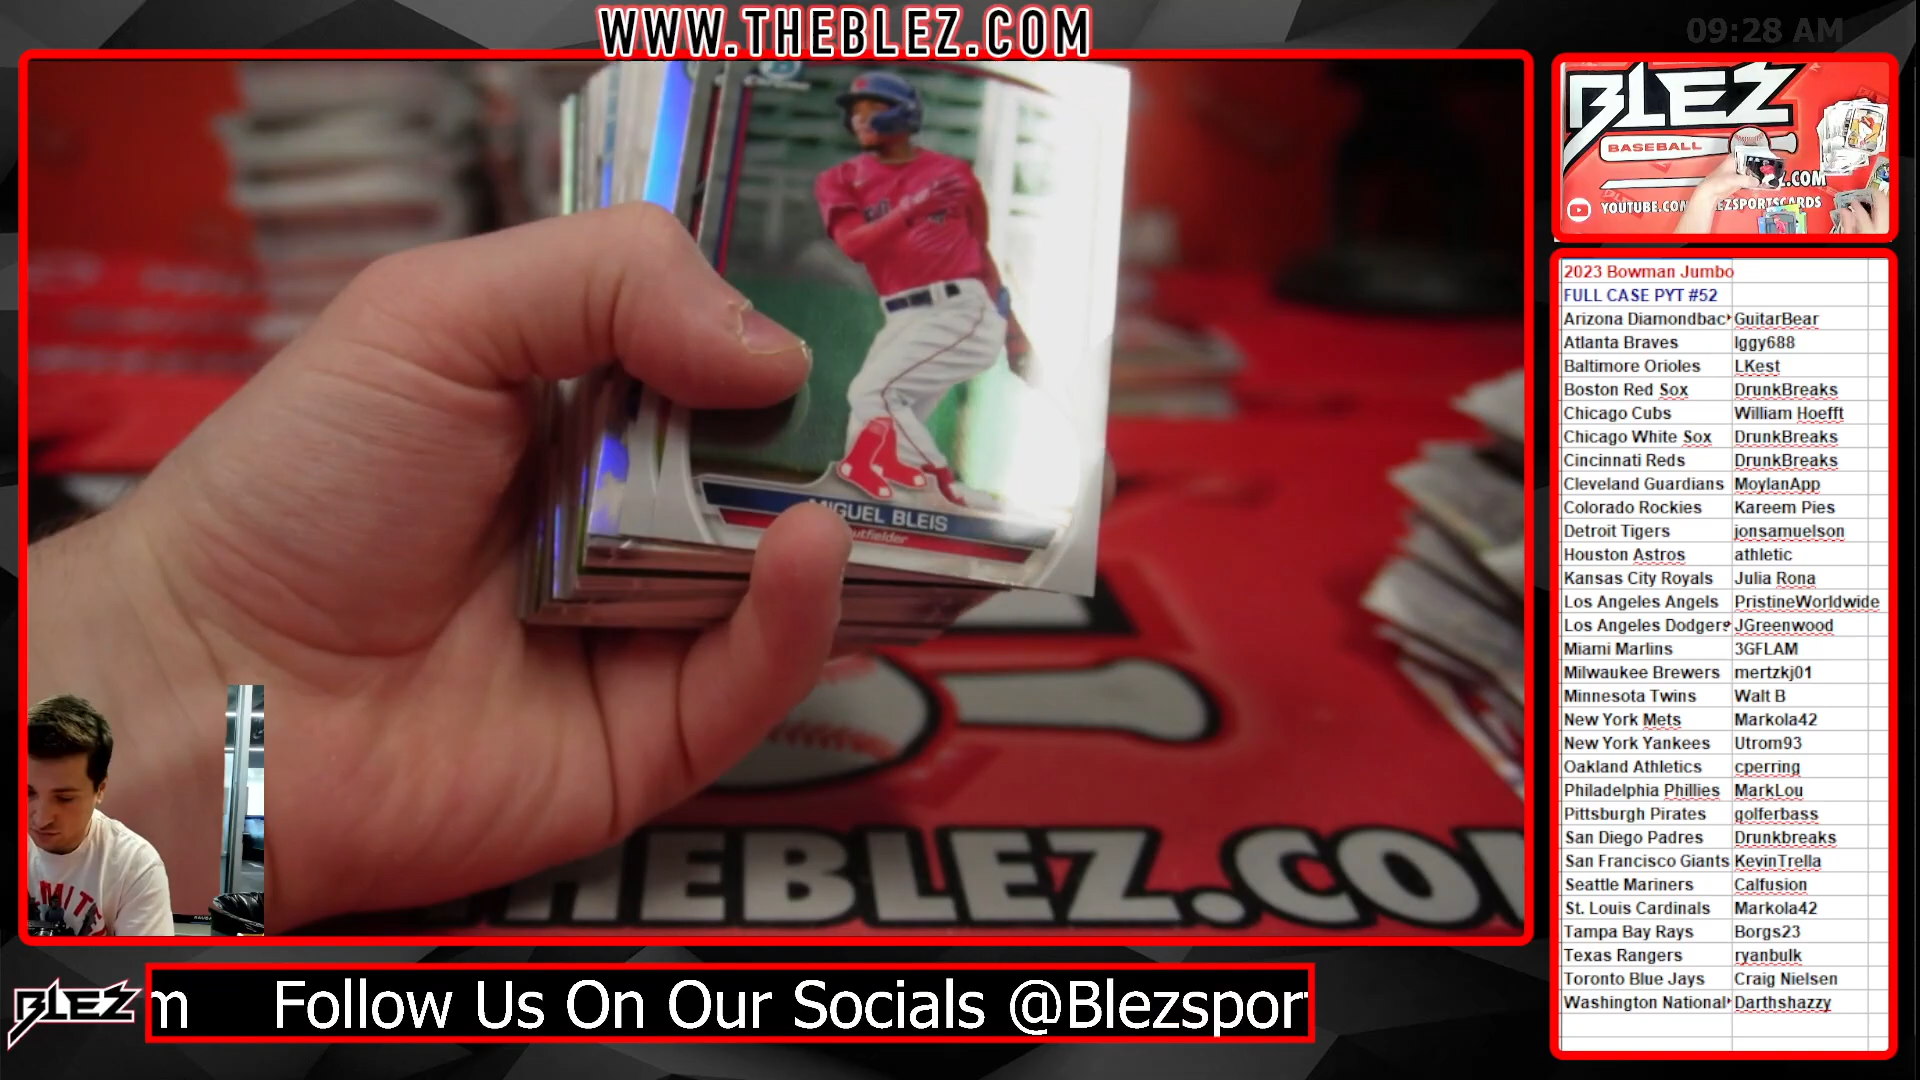 WWW.THEBLEZ.COM
09:28 AM
MIGUEL BLEIS
utfielder
HEBLEZ.CO
BLEZ
BASEBALL
.COM
YOUTUBE.COM
EZSPORTSCARDS
2023 Bowman Jumbo
FULL CASE PYT #52
Arizona Diamondbac GuitarBear
Atlanta Braves Iggy688
Baltimore Orioles LKest
Boston Red Sox DrunkBreaks
Chicago Cubs William Hoefft
Chicago White Sox DrunkBreaks
Cincinnati Reds DrunkBreaks
Cleveland Guardians MoylanApp
Colorado Rockies Kareem Pies
Detroit Tigers jonsamuelson
Houston Astros athletic
Kansas City Royals Julia Rona
Los Angeles Angels PristineWorldwide
Los Angeles Dodgers JGreenwood
Miami Marlins 3GFLAM
Milwaukee Brewers mertzkj01
Minnesota Twins Walt B
New York Mets Markola42
New York Yankees Utrom93
Oakland Athletics cperring
Philadelphia Phillies MarkLou
Pittsburgh Pirates golferbass
San Diego Padres Drunkbreaks
San Francisco Giants KevinTrella
Seattle Mariners Calfusion
St. Louis Cardinals Markola42
Tampa Bay Rays Borgs23
Texas Rangers ryanbulk
Toronto Blue Jays Craig Nielsen
Washington National Darthshazzy
BLEZ
m Follow Us On Our Socials @Blezspor